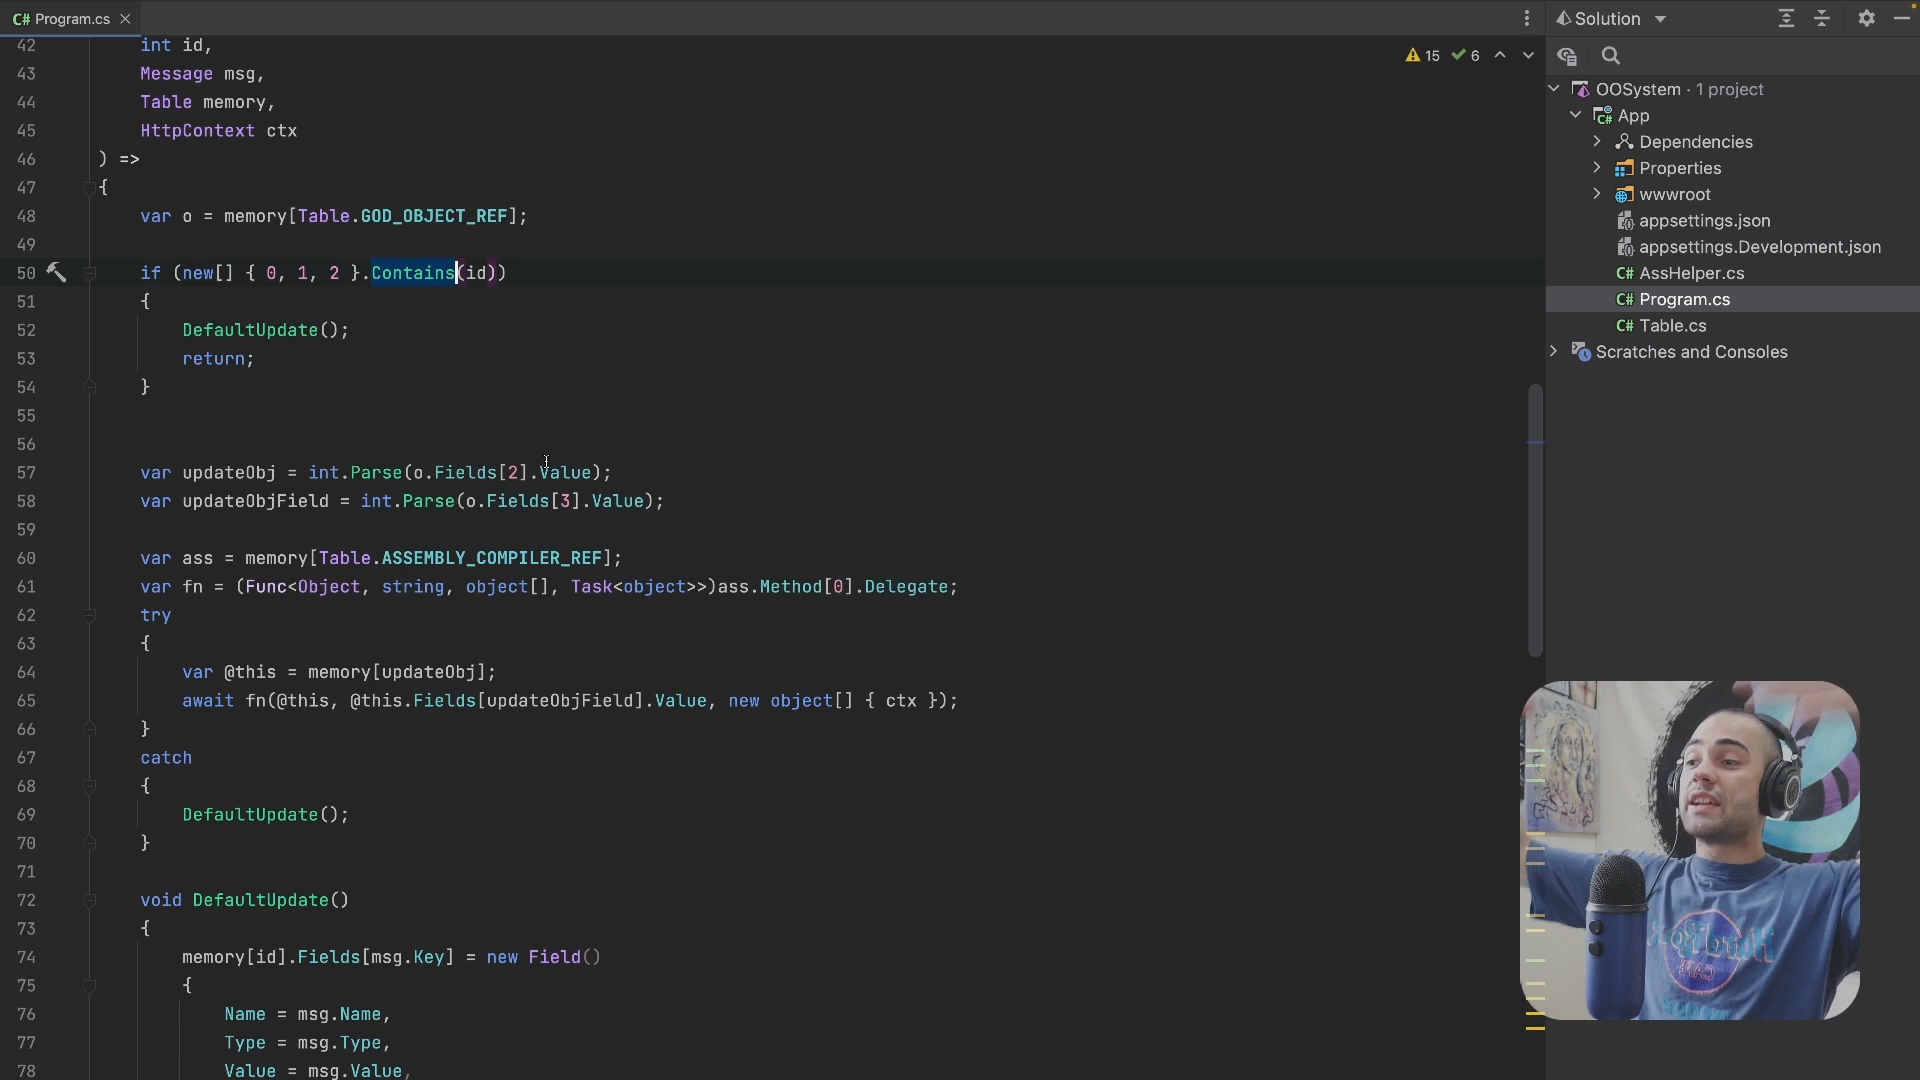 C# Program.cs
Solution
42 int id,
15 6
43 Message msg,
44 Table memory,
45 HttpContext ctx
46 ) =>
47 {
48 var o = memory[Table.GOD_OBJECT_REF];
49
50 if (new[] { 0, 1, 2 }.Contains(id))
51 {
52 DefaultUpdate();
53 return;
54 }
55
56
57 var updateObj = int.Parse(o.Fields[2].Value);
58 var updateObjField = int.Parse(o.Fields[3].Value);
59
60 var ass = memory[Table.ASSEMBLY_COMPILER_REF];
61 var fn = (Func<Object, string, object[], Task<object>>)ass.Method[0].Delegate;
62 try
63 {
64 var @this = memory[updateObj];
65 await fn(@this, @this.Fields[updateObjField].Value, new object[] { ctx });
66 }
67 catch
68 {
69 DefaultUpdate();
70 }
71
72 void DefaultUpdate()
73 {
74 memory[id].Fields[msg.Key] = new Field()
75 {
76 Name = msg.Name,
77 Type = msg.Type,
78 Value = msg.Value,
OOSystem · 1 project
C# App
Dependencies
Properties
wwwroot
appsettings.json
appsettings.Development.json
C# AssHelper.cs
C# Program.cs
C# Table.cs
Scratches and Consoles